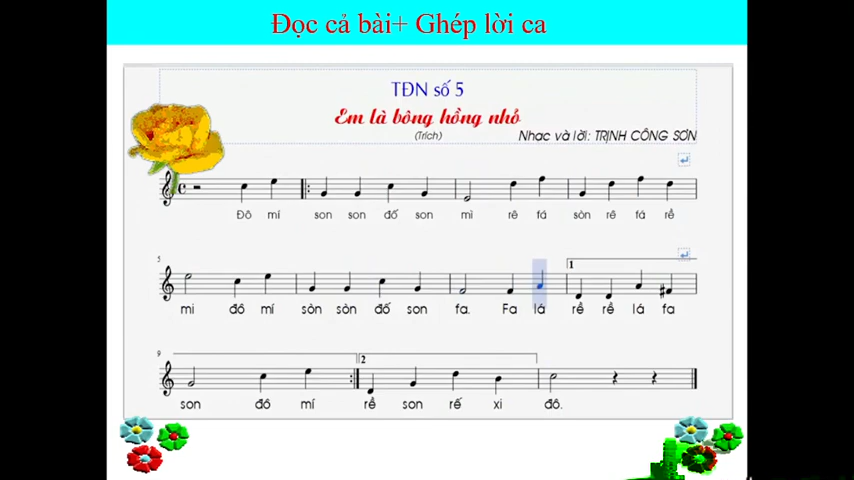 Đọc cả bài+ Ghép lời ca
TĐN số 5
Em là bông hồng nhỏ
(Trích)
Nhạc và lời: TRỊNH CÔNG SƠN
Đô mí son son đố son mì rê fá sòn rê fá rề
5
1
mi đô mí sòn sòn đố son fa. Fa lá rề rề lá fa
9
2
son đô mí rề son rế xi đô.